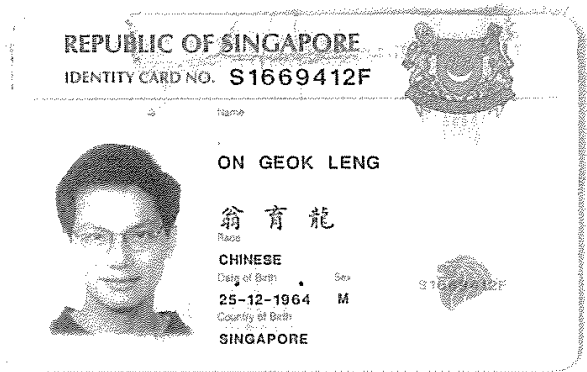 REPUBLIC OF SINGAPORE
IDENTITY CARD NO. S1669412F
Name
ON GEOK LENG
翁育龍
Race
CHINESE
Date of Birth Sex
25-12-1964 M
S1669412F
Country of Birth
SINGAPORE